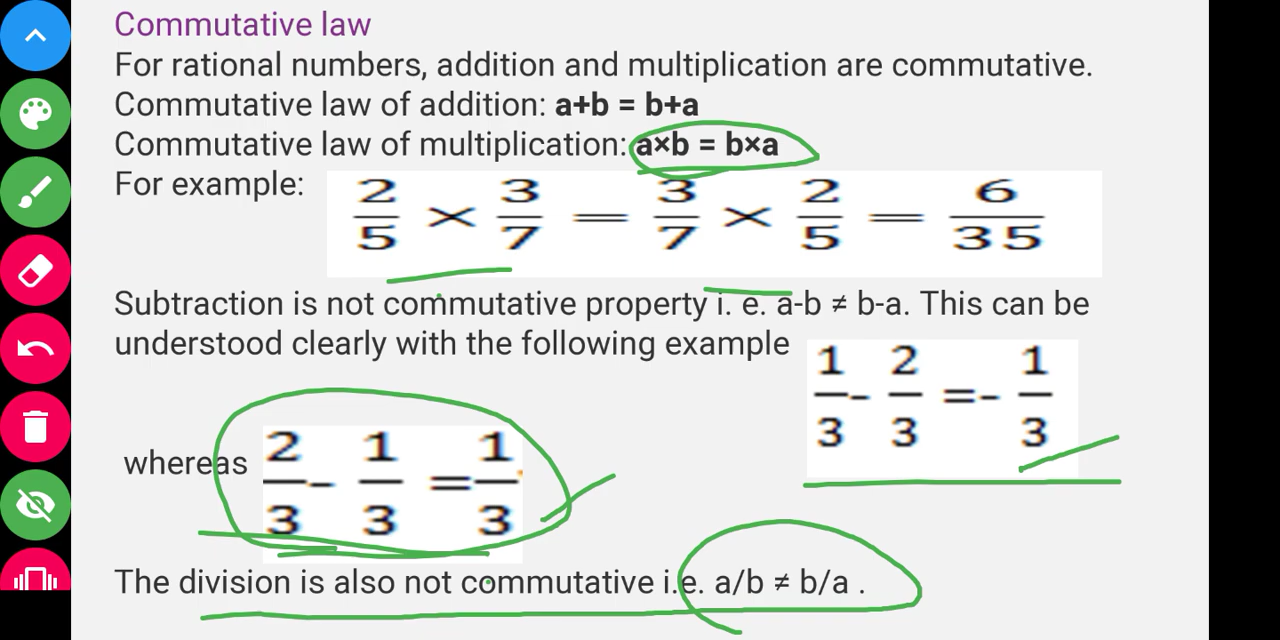 Commutative law
For rational numbers, addition and multiplication are commutative.
Commutative law of addition: a+b = b+a
Commutative law of multiplication: a×b = b×a
For example: 2/5 × 3/7 = 3/7 × 2/5 = 6/35
Subtraction is not commutative property i. e. a-b ≠ b-a. This can be
understood clearly with the following example 1/3 - 2/3 = - 1/3
whereas 2/3 - 1/3 = 1/3
The division is also not commutative i.e. a/b ≠ b/a .